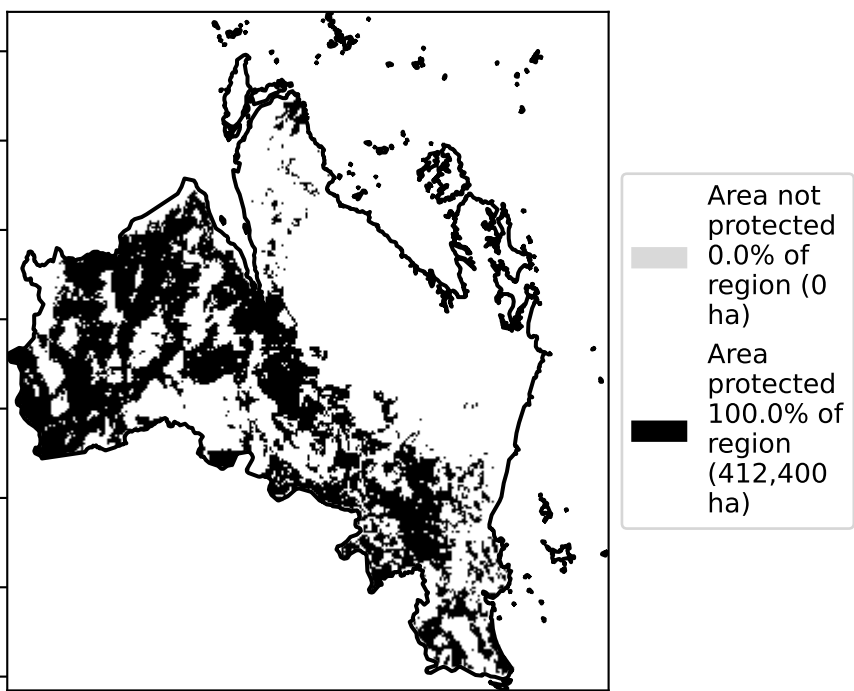 Area not
protected
0.0% of
region (0
ha)
Area
protected
100.0% of
region
(412,400
ha)